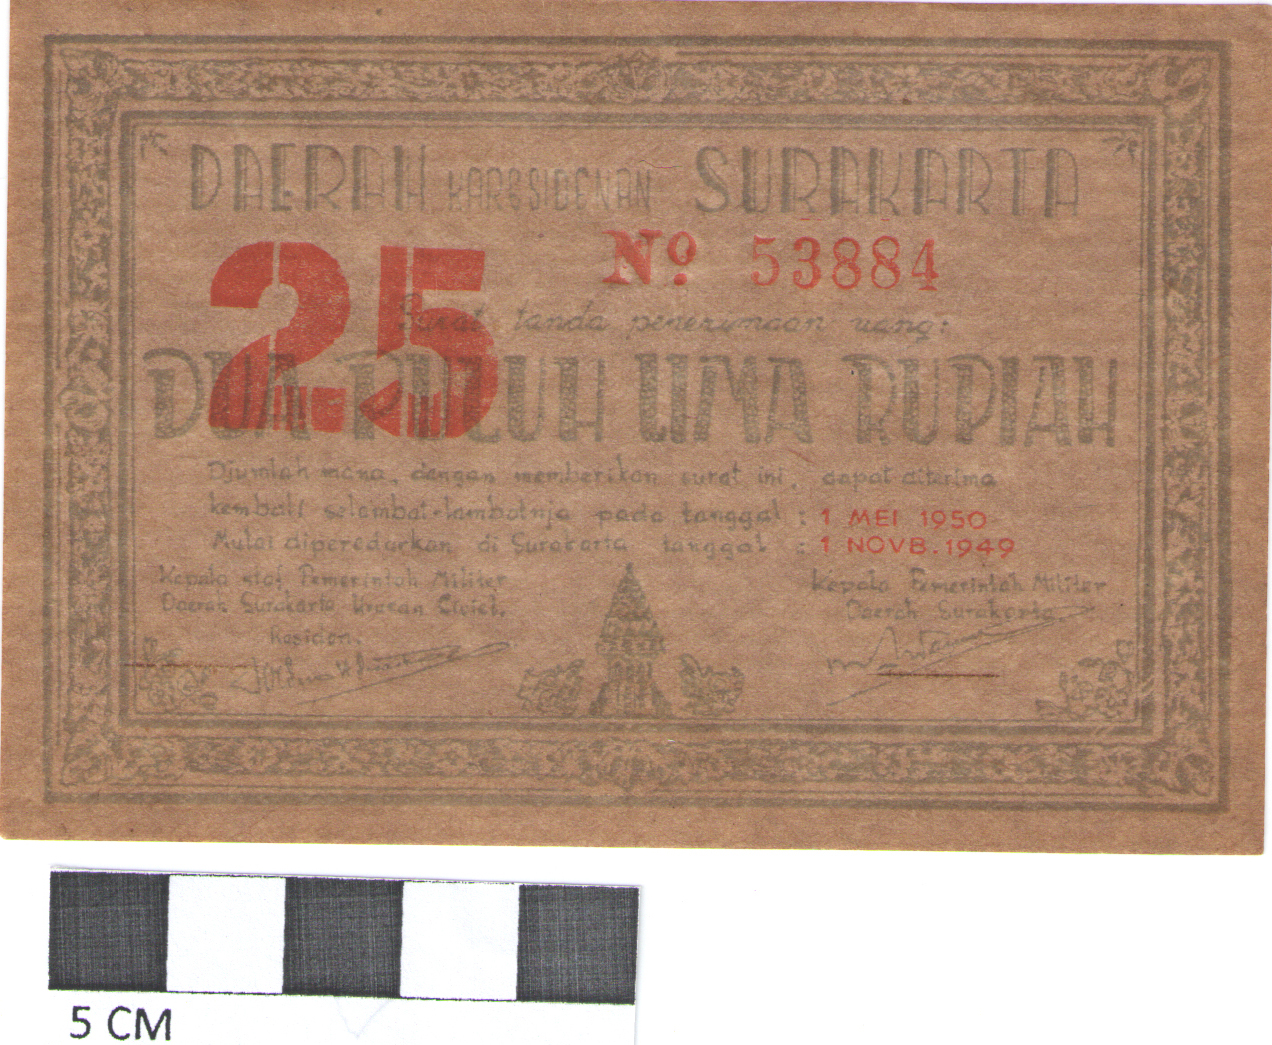 DAERAH KARESIDENAN SURAKARTA
25
Nº 53884
Surat tanda penerimaan uang:
DUA PULUH LIMA RUPIAH
Djumlah mana, dengan memberikan surat ini, dapat diterima
kembali selambat-lambatnja pada tanggal : 1 MEI 1950
Mulai diperedarkan di Surakarta tanggal : 1 NOVB. 1949
Kepala Staf Pemerintah Militer
Daerah Surakarta Urusan Civiel.
Residen.
Kepala Pemerintah Militer
Daerah Surakarta.
5 CM